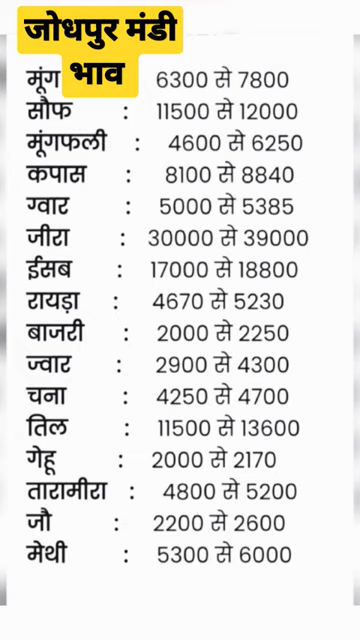 जोधपुर मंडी
भाव
मूंग 6300 से 7800
सौफ : 11500 से 12000
मूंगफली : 4600 से 6250
कपास : 8100 से 8840
ग्वार : 5000 से 5385
जीरा : 30000 से 39000
ईसब : 17000 से 18800
रायड़ा : 4670 से 5230
बाजरी : 2000 से 2250
ज्वार : 2900 से 4300
चना : 4250 से 4700
तिल : 11500 से 13600
गेहू : 2000 से 2170
तारामीरा : 4800 से 5200
जौ : 2200 से 2600
मेथी : 5300 से 6000